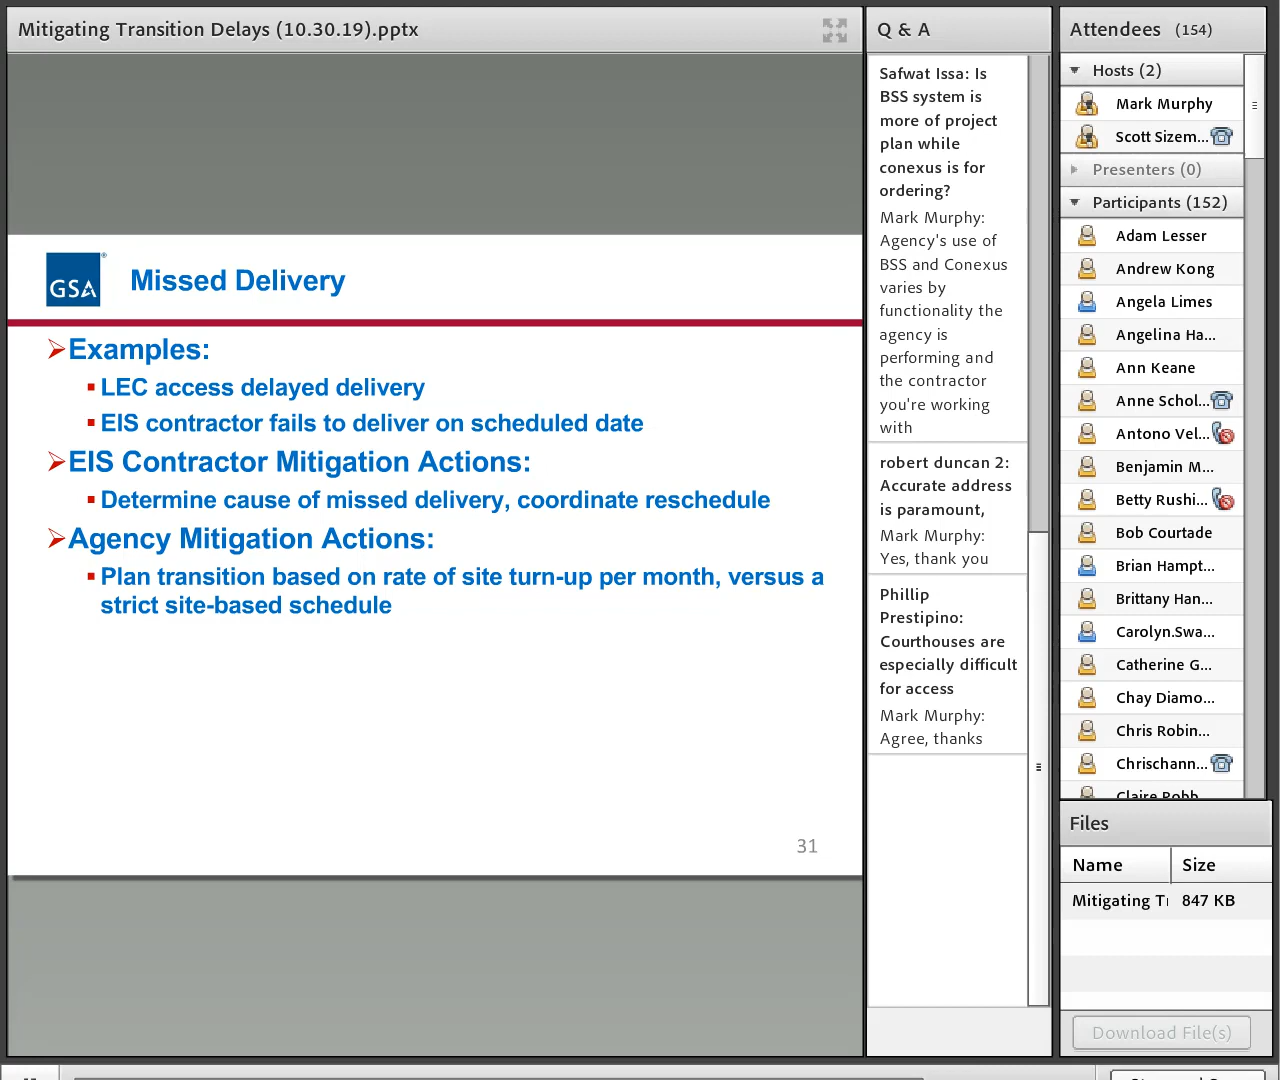 Mitigating Transition Delays (10.30.19).pptx
GSA
Missed Delivery
Examples:
LEC access delayed delivery
EIS contractor fails to deliver on scheduled date
EIS Contractor Mitigation Actions:
Determine cause of missed delivery, coordinate reschedule
Agency Mitigation Actions:
Plan transition based on rate of site turn-up per month, versus a
strict site-based schedule
31
Q & A
Safwat Issa: Is
BSS system is
more of project
plan while
conexus is for
ordering?
Mark Murphy:
Agency's use of
BSS and Conexus
varies by
functionality the
agency is
performing and
the contractor
you're working
with
robert duncan 2:
Accurate address
is paramount,
Mark Murphy:
Yes, thank you
Phillip
Prestipino:
Courthouses are
especially difficult
for access
Mark Murphy:
Agree, thanks
Attendees (154)
Hosts (2)
Mark Murphy
Scott Sizem...
Presenters (0)
Participants (152)
Adam Lesser
Andrew Kong
Angela Limes
Angelina Ha...
Ann Keane
Anne Schol...
Antono Vel...
Benjamin M...
Betty Rushi...
Bob Courtade
Brian Hampt...
Brittany Han...
Carolyn.Swa...
Catherine G...
Chay Diamo...
Chris Robin...
Chrischann...
Claire Robb
Files
Name Size
Mitigating Tr 847 KB
Download File(s)